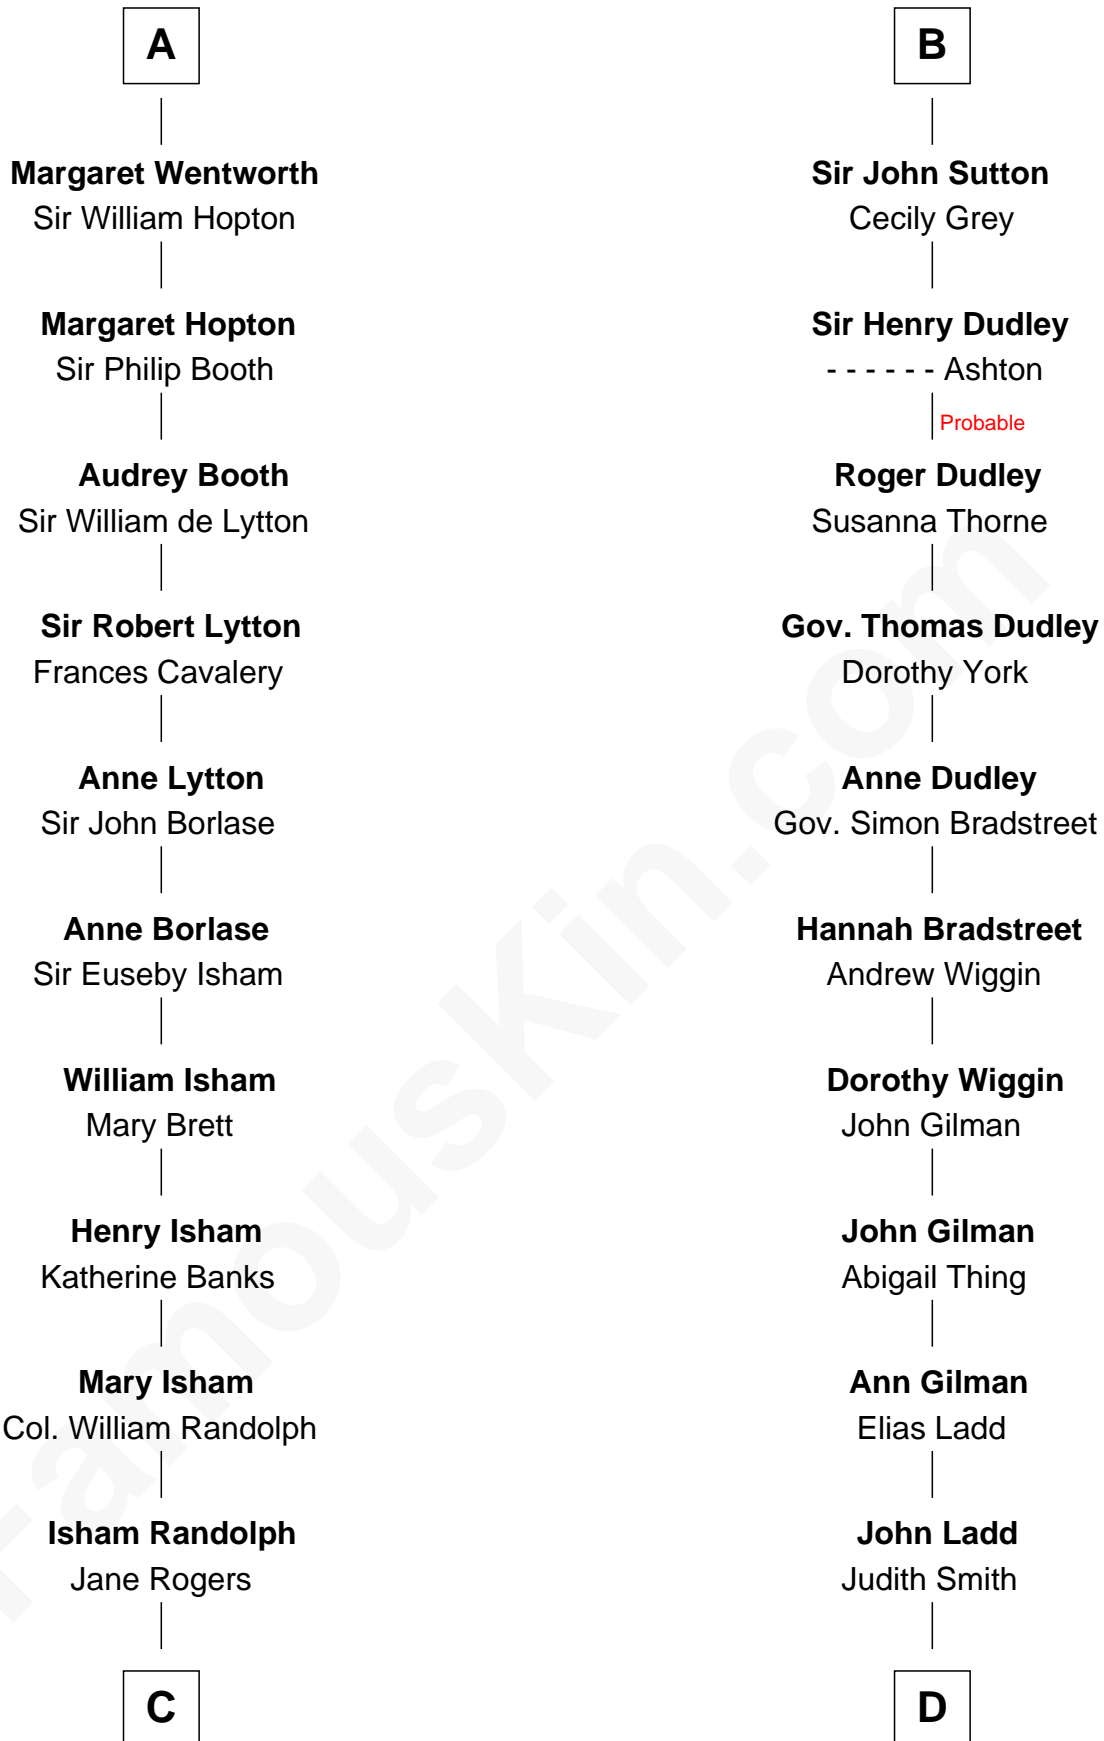 A
Margaret Wentworth
Sir William Hopton
Margaret Hopton
Sir Philip Booth
Audrey Booth
Sir William de Lytton
Sir Robert Lytton
Frances Cavalery
Anne Lytton
Sir John Borlase
Anne Borlase
Sir Euseby Isham
William Isham
Mary Brett
Henry Isham
Katherine Banks
Mary Isham
Col. William Randolph
Isham Randolph
Jane Rogers
C
B
Sir John Sutton
Cecily Grey
Sir Henry Dudley
- - - - - - Ashton
Probable
Roger Dudley
Susanna Thorne
Gov. Thomas Dudley
Dorothy York
Anne Dudley
Gov. Simon Bradstreet
Hannah Bradstreet
Andrew Wiggin
Dorothy Wiggin
John Gilman
John Gilman
Abigail Thing
Ann Gilman
Elias Ladd
John Ladd
Judith Smith
D
FamousKin.com